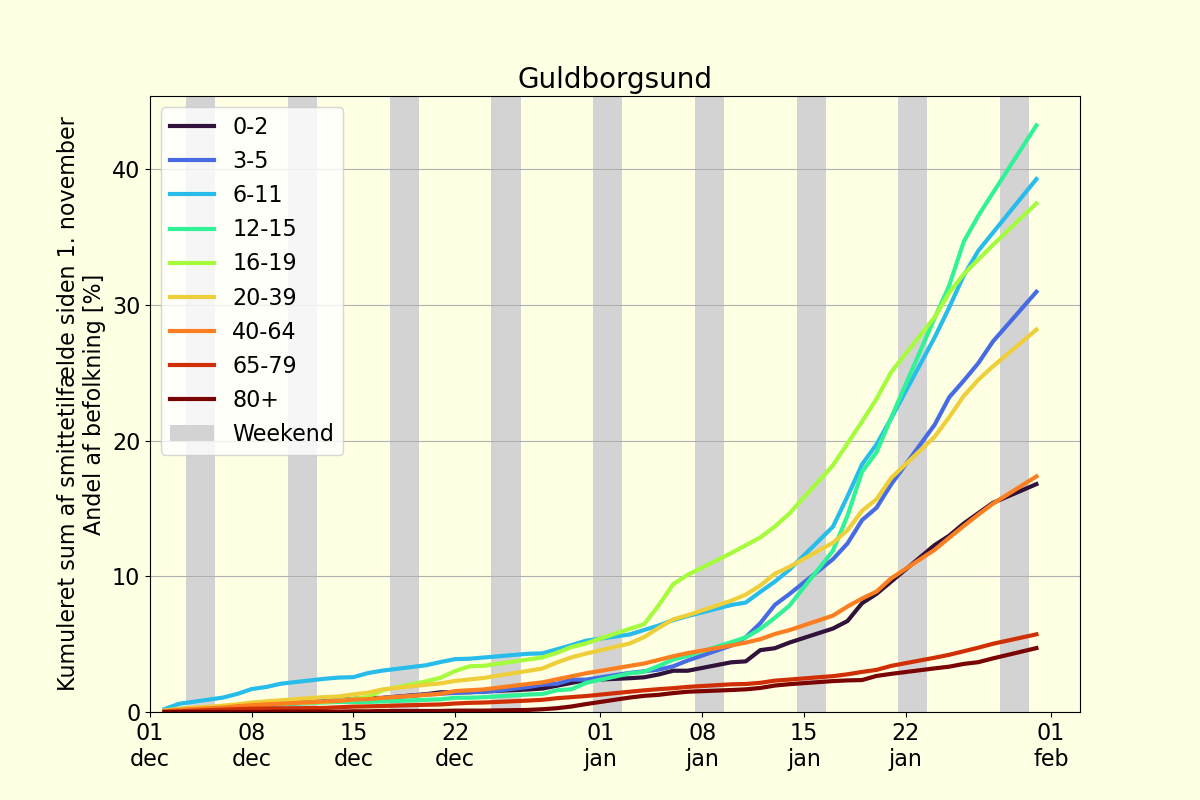 Guldborgsund
Kumuleret sum af smittetilfælde siden 1. november
Andel af befolkning [%]
40
30
20
10
0
0-2
3-5
6-11
12-15
16-19
20-39
40-64
65-79
80+
Weekend
01 08 15 22 01 08 15 22 01
dec dec dec dec jan jan jan jan feb